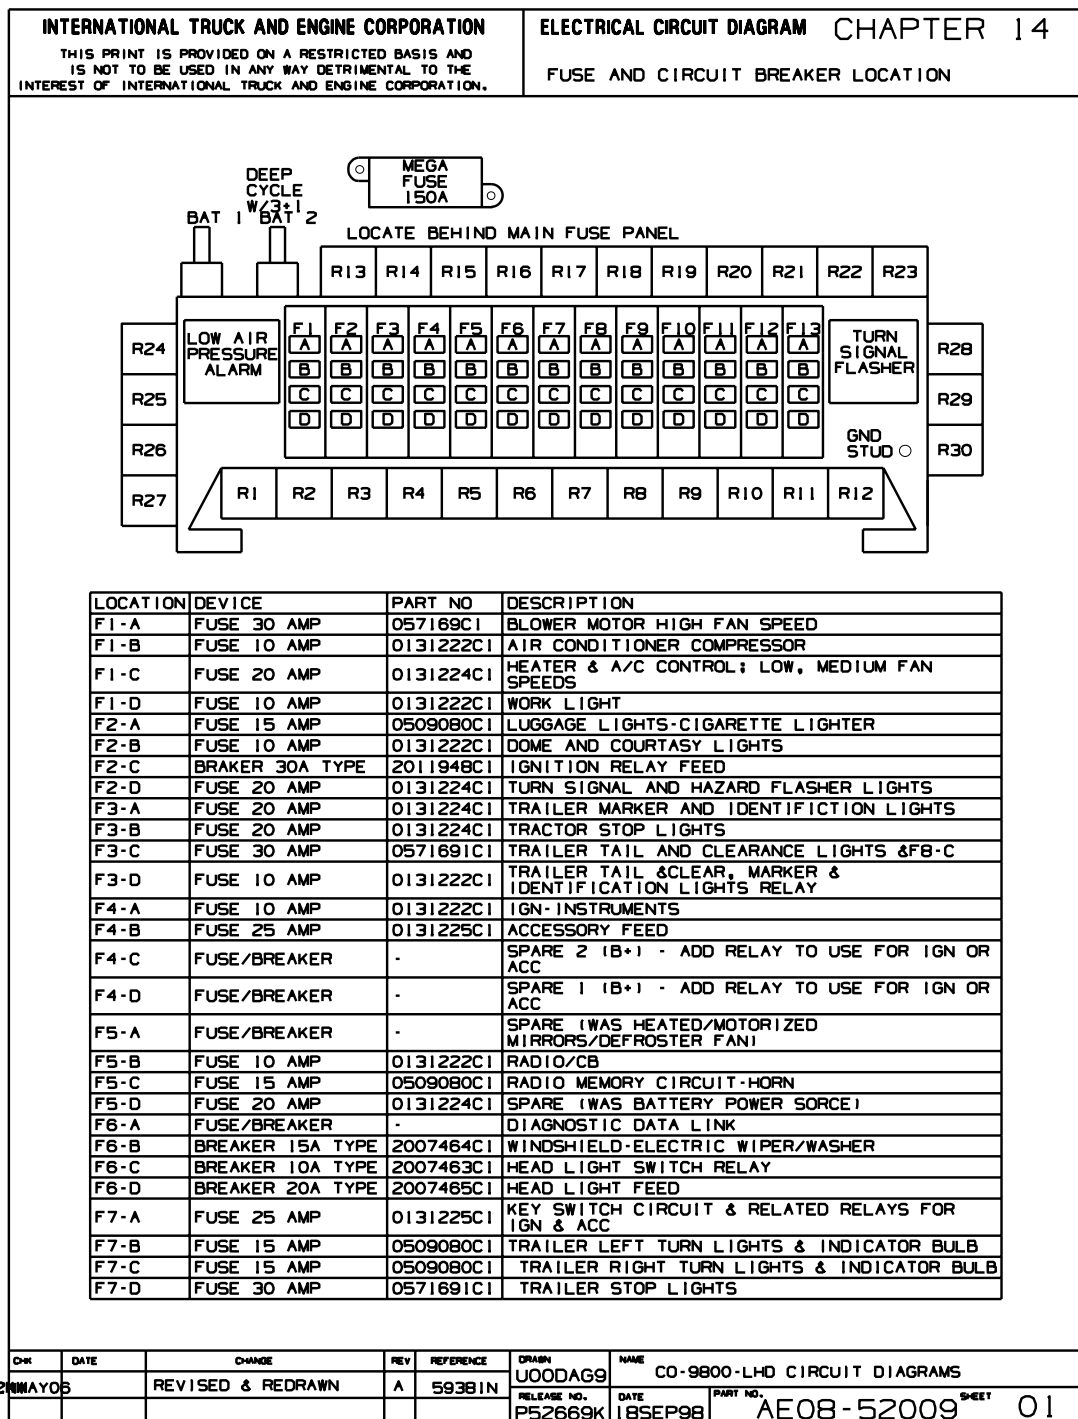 INTERNATIONAL TRUCK AND ENGINE CORPORATION
THIS PRINT IS PROVIDED ON A RESTRICTED BASIS AND
IS NOT TO BE USED IN ANY WAY DETRIMENTAL TO THE
INTEREST OF INTERNATIONAL TRUCK AND ENGINE CORPORATION.
ELECTRICAL CIRCUIT DIAGRAM CHAPTER 14
FUSE AND CIRCUIT BREAKER LOCATION
MEGA
FUSE
150A
DEEP
CYCLE
W/3+1
BAT 1 BAT 2
LOCATE BEHIND MAIN FUSE PANEL
R13 R14 R15 R16 R17 R18 R19 R20 R21 R22 R23
R24
R25
R26
R27
LOW AIR
PRESSURE
ALARM
F1 F2 F3 F4 F5 F6 F7 F8 F9 F10 F11 F12 F13
A A A A A A A A A A A A A
B B B B B B B B B B B B B
C C C C C C C C C C C C C
D D D D D D D D D D D D D
TURN
SIGNAL
FLASHER
GND
STUD
R28
R29
R30
R1 R2 R3 R4 R5 R6 R7 R8 R9 R10 R11 R12
LOCATION DEVICE PART NO DESCRIPTION
F1-A FUSE 30 AMP 057169C1 BLOWER MOTOR HIGH FAN SPEED
F1-B FUSE 10 AMP 0131222C1 AIR CONDITIONER COMPRESSOR
F1-C FUSE 20 AMP 0131224C1 HEATER & A/C CONTROL; LOW, MEDIUM FAN
SPEEDS
F1-D FUSE 10 AMP 0131222C1 WORK LIGHT
F2-A FUSE 15 AMP 0509080C1 LUGGAGE LIGHTS-CIGARETTE LIGHTER
F2-B FUSE 10 AMP 0131222C1 DOME AND COURTASY LIGHTS
F2-C BRAKER 30A TYPE 2011948C1 IGNITION RELAY FEED
F2-D FUSE 20 AMP 0131224C1 TURN SIGNAL AND HAZARD FLASHER LIGHTS
F3-A FUSE 20 AMP 0131224C1 TRAILER MARKER AND IDENTIFICTION LIGHTS
F3-B FUSE 20 AMP 0131224C1 TRACTOR STOP LIGHTS
F3-C FUSE 30 AMP 0571691C1 TRAILER TAIL AND CLEARANCE LIGHTS &F8-C
F3-D FUSE 10 AMP 0131222C1 TRAILER TAIL &CLEAR, MARKER &
IDENTIFICATION LIGHTS RELAY
F4-A FUSE 10 AMP 0131222C1 IGN-INSTRUMENTS
F4-B FUSE 25 AMP 0131225C1 ACCESSORY FEED
F4-C FUSE/BREAKER - SPARE 2 (B+) - ADD RELAY TO USE FOR IGN OR
ACC
F4-D FUSE/BREAKER - SPARE 1 (B+) - ADD RELAY TO USE FOR IGN OR
ACC
F5-A FUSE/BREAKER - SPARE (WAS HEATED/MOTORIZED
MIRRORS/DEFROSTER FAN)
F5-B FUSE 10 AMP 0131222C1 RADIO/CB
F5-C FUSE 15 AMP 0509080C1 RADIO MEMORY CIRCUIT-HORN
F5-D FUSE 20 AMP 0131224C1 SPARE (WAS BATTERY POWER SORCE)
F6-A FUSE/BREAKER - DIAGNOSTIC DATA LINK
F6-B BREAKER 15A TYPE 2007464C1 WINDSHIELD-ELECTRIC WIPER/WASHER
F6-C BREAKER 10A TYPE 2007463C1 HEAD LIGHT SWITCH RELAY
F6-D BREAKER 20A TYPE 2007465C1 HEAD LIGHT FEED
F7-A FUSE 25 AMP 0131225C1 KEY SWITCH CIRCUIT & RELATED RELAYS FOR
IGN & ACC
F7-B FUSE 15 AMP 0509080C1 TRAILER LEFT TURN LIGHTS & INDICATOR BULB
F7-C FUSE 15 AMP 0509080C1 TRAILER RIGHT TURN LIGHTS & INDICATOR BULB
F7-D FUSE 30 AMP 0571691C1 TRAILER STOP LIGHTS
CHK DATE CHANGE REV REFERENCE
REVISED & REDRAWN A 59381N
DRAWN U00DAG9
NAME CO-9800-LHD CIRCUIT DIAGRAMS
RELEASE NO. P52669K
DATE 18SEP98
PART NO. AE08-52009 SHEET 01